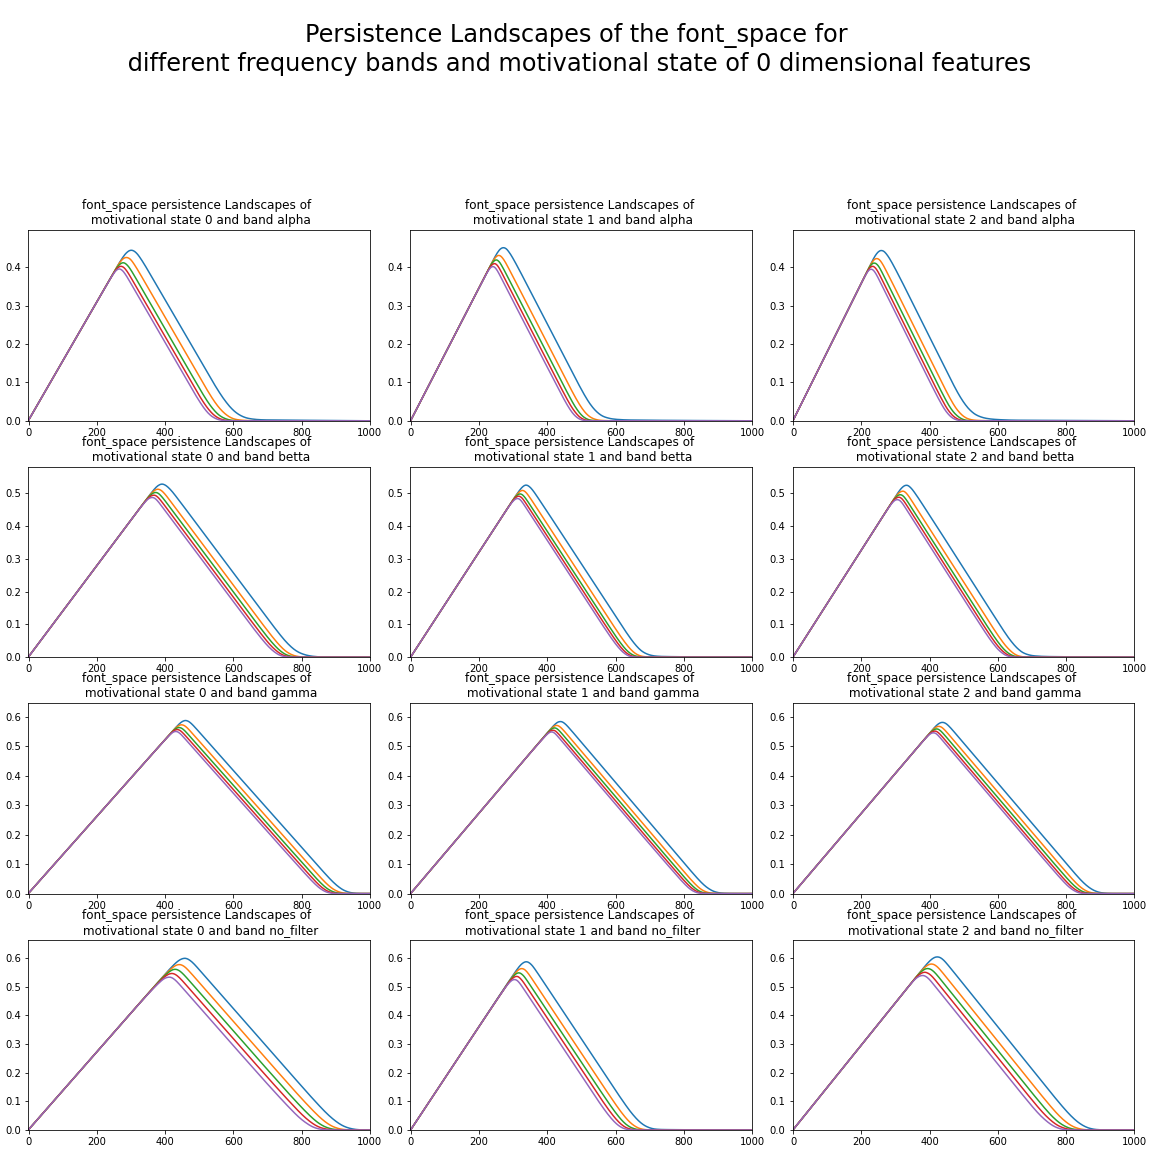 Persistence Landscapes of the font_space for
different frequency bands and motivational state of 0 dimensional features
font_space persistence Landscapes of
motivational state 0 and band alpha
0.4
0.3
0.2
0.1
0.0
0 200 400 600 800 1000
font_space persistence Landscapes of
motivational state 1 and band alpha
0.4
0.3
0.2
0.1
0.0
0 200 400 600 800 1000
font_space persistence Landscapes of
motivational state 2 and band alpha
0.4
0.3
0.2
0.1
0.0
0 200 400 600 800 1000
font_space persistence Landscapes of
motivational state 0 and band betta
0.5
0.4
0.3
0.2
0.1
0.0
0 200 400 600 800 1000
font_space persistence Landscapes of
motivational state 1 and band betta
0.5
0.4
0.3
0.2
0.1
0.0
0 200 400 600 800 1000
font_space persistence Landscapes of
motivational state 2 and band betta
0.5
0.4
0.3
0.2
0.1
0.0
0 200 400 600 800 1000
font_space persistence Landscapes of
motivational state 0 and band gamma
0.6
0.5
0.4
0.3
0.2
0.1
0.0
0 200 400 600 800 1000
font_space persistence Landscapes of
motivational state 1 and band gamma
0.6
0.5
0.4
0.3
0.2
0.1
0.0
0 200 400 600 800 1000
font_space persistence Landscapes of
motivational state 2 and band gamma
0.6
0.5
0.4
0.3
0.2
0.1
0.0
0 200 400 600 800 1000
font_space persistence Landscapes of
motivational state 0 and band no_filter
0.6
0.5
0.4
0.3
0.2
0.1
0.0
0 200 400 600 800 1000
font_space persistence Landscapes of
motivational state 1 and band no_filter
0.6
0.5
0.4
0.3
0.2
0.1
0.0
0 200 400 600 800 1000
font_space persistence Landscapes of
motivational state 2 and band no_filter
0.6
0.5
0.4
0.3
0.2
0.1
0.0
0 200 400 600 800 1000